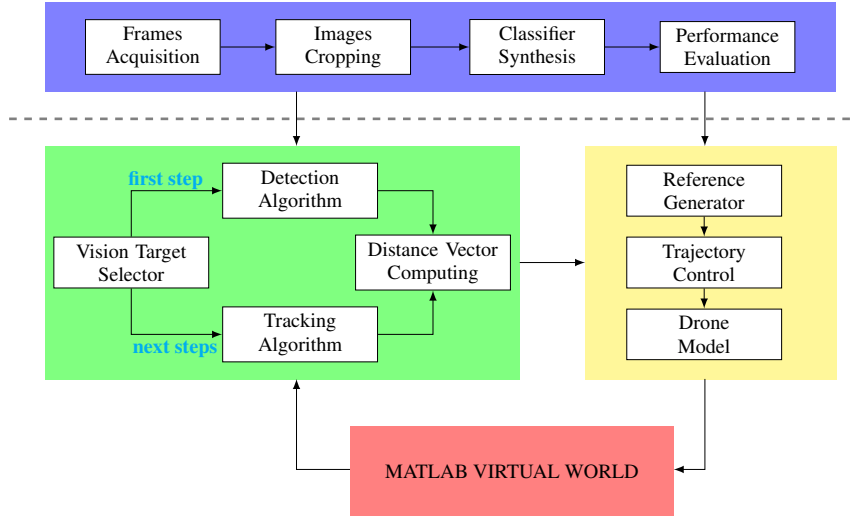 Frames
Acquisition
Images
Cropping
Classifier
Synthesis
Performance
Evaluation
first step
Detection
Algorithm
Vision Target
Selector
Distance Vector
Computing
next steps
Tracking
Algorithm
Reference
Generator
Trajectory
Control
Drone
Model
MATLAB VIRTUAL WORLD